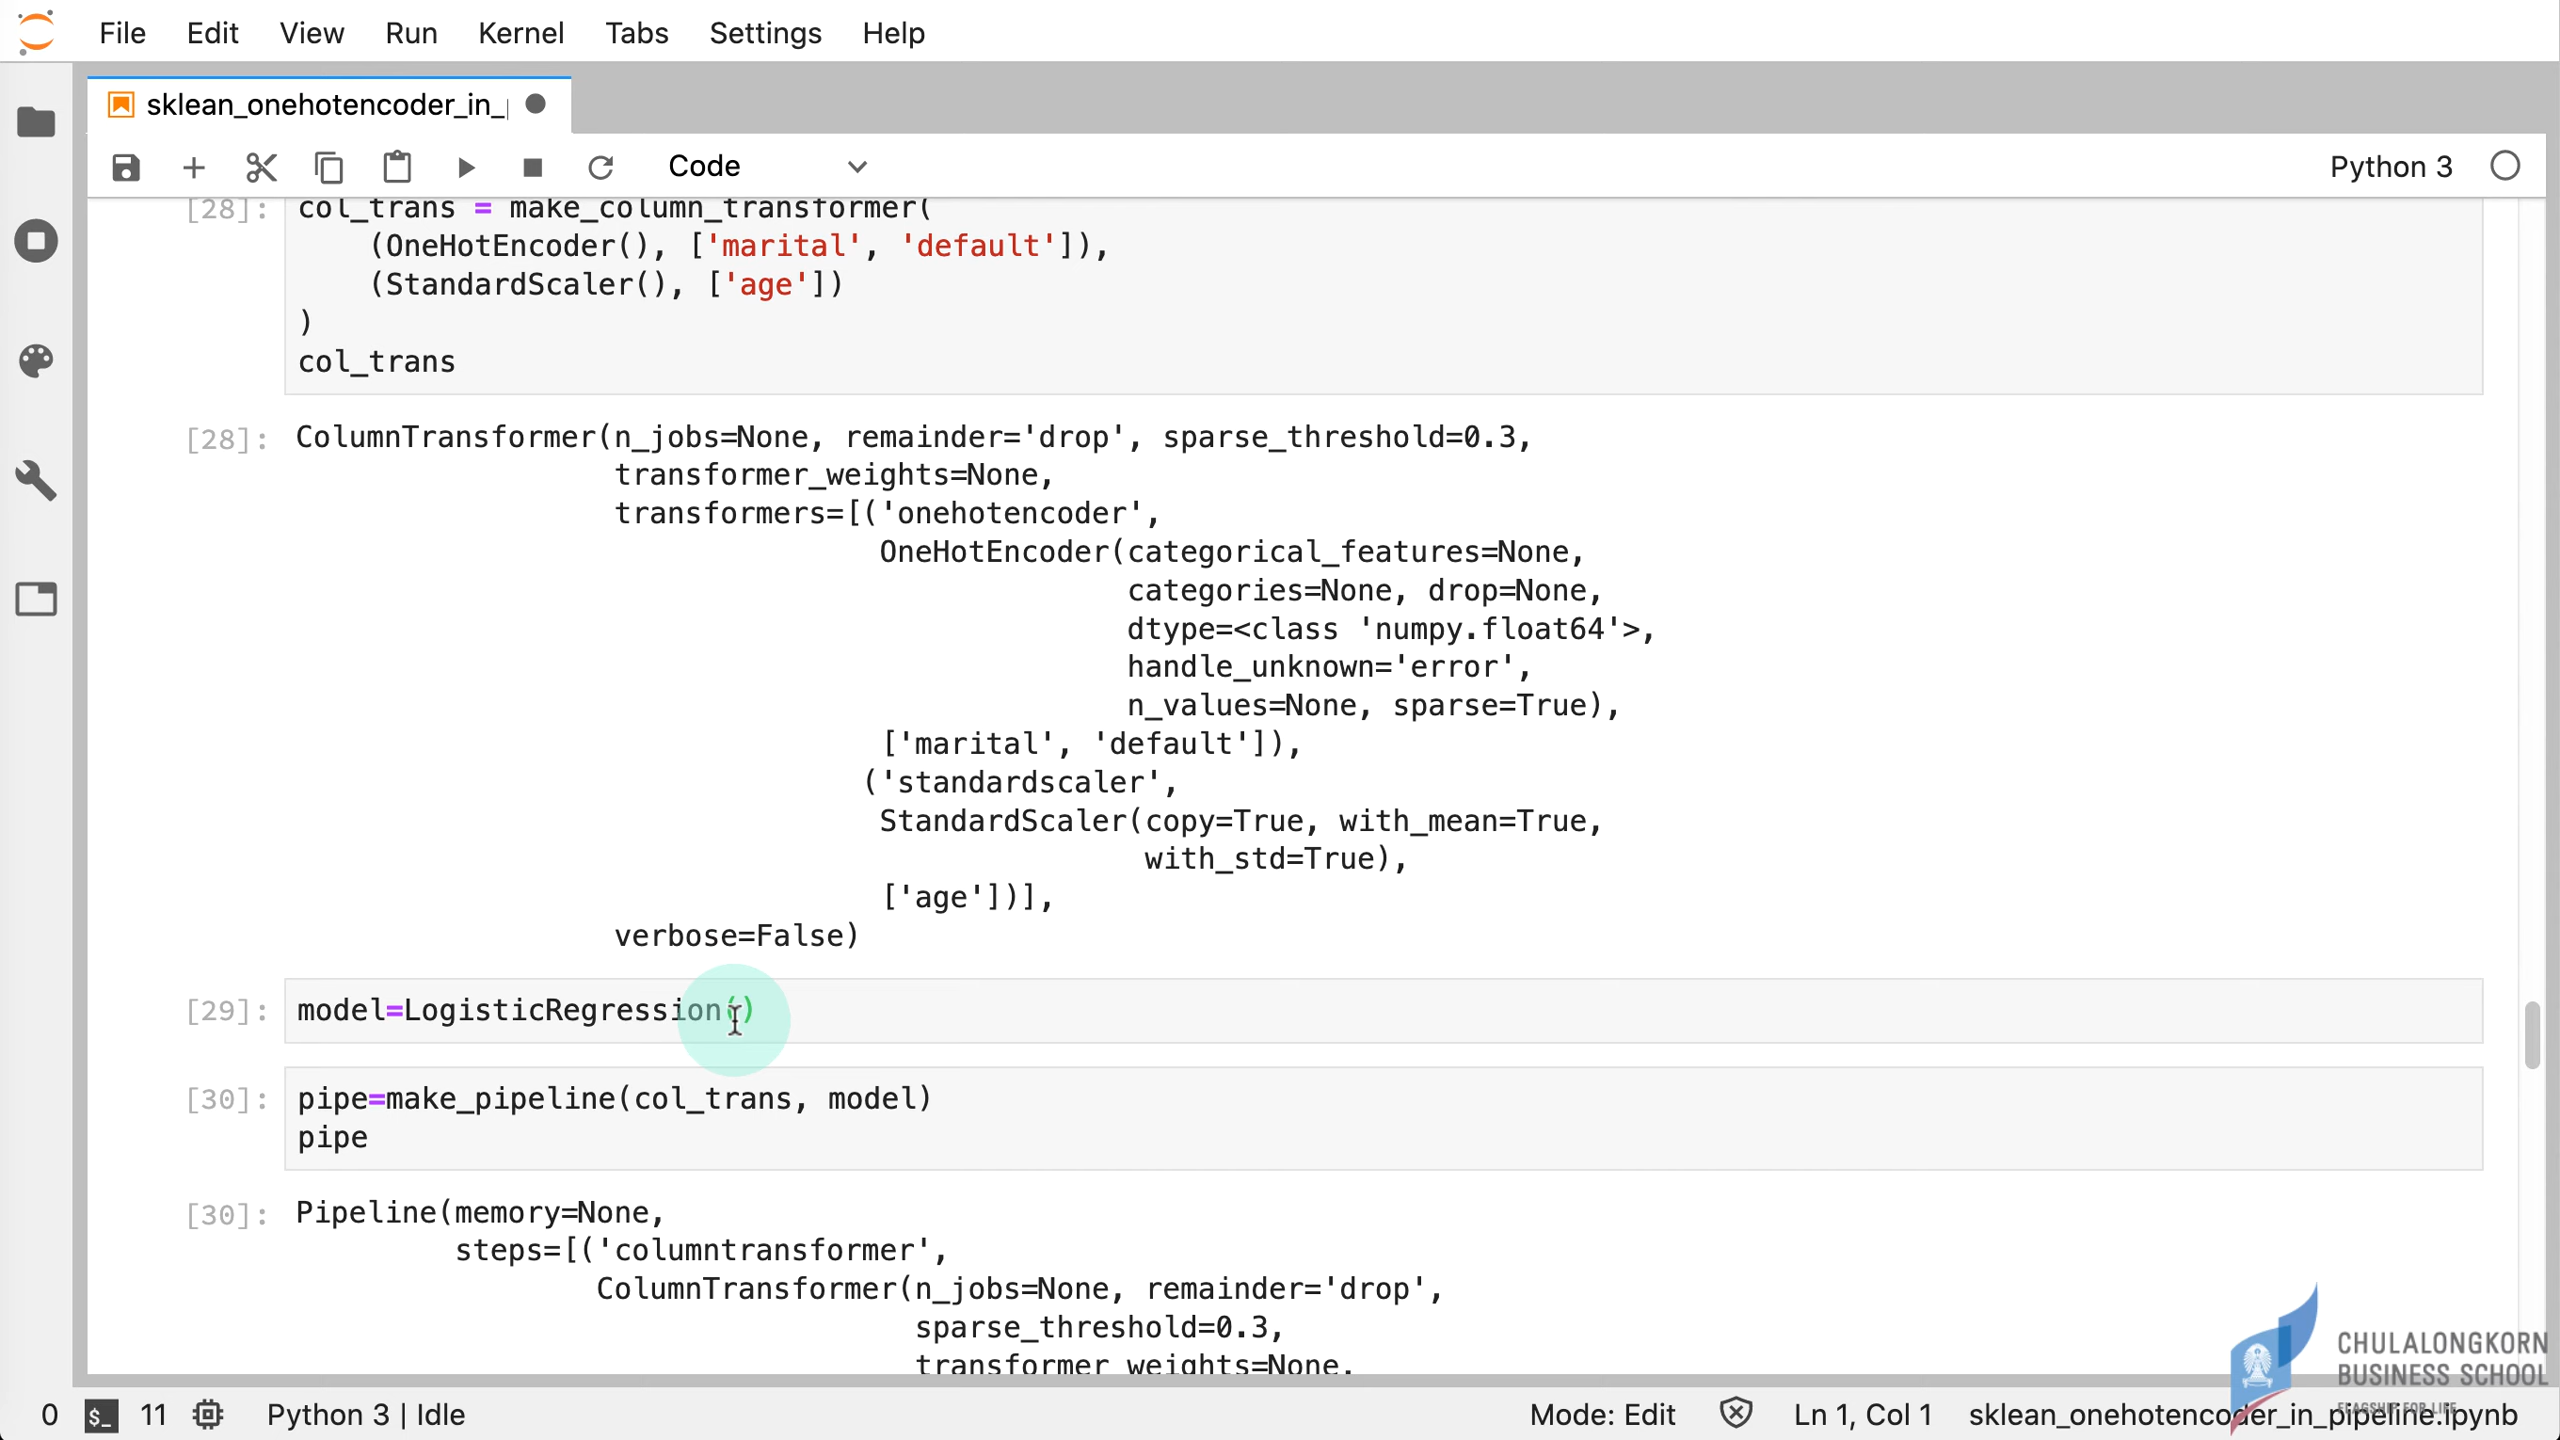 File Edit View Run Kernel Tabs Settings Help
sklean_onehotencoder_in_
Code
Python 3
[28]: col_trans = make_column_transformer(
(OneHotEncoder(), ['marital', 'default']),
(StandardScaler(), ['age'])
)
col_trans
[28]: ColumnTransformer(n_jobs=None, remainder='drop', sparse_threshold=0.3,
transformer_weights=None,
transformers=[('onehotencoder',
OneHotEncoder(categorical_features=None,
categories=None, drop=None,
dtype=<class 'numpy.float64'>,
handle_unknown='error',
n_values=None, sparse=True),
['marital', 'default']),
('standardscaler',
StandardScaler(copy=True, with_mean=True,
with_std=True),
['age'])],
verbose=False)
[29]: model=LogisticRegression()
[30]: pipe=make_pipeline(col_trans, model)
pipe
[30]: Pipeline(memory=None,
steps=[('columntransformer',
ColumnTransformer(n_jobs=None, remainder='drop',
sparse_threshold=0.3,
transformer_weights=None,
CHULALONGKORN
BUSINESS SCHOOL
FLAGSHIP FOR LIFE
0 $_ 11 Python 3 | Idle Mode: Edit Ln 1, Col 1 sklean_onehotencoder_in_pipeline.ipynb